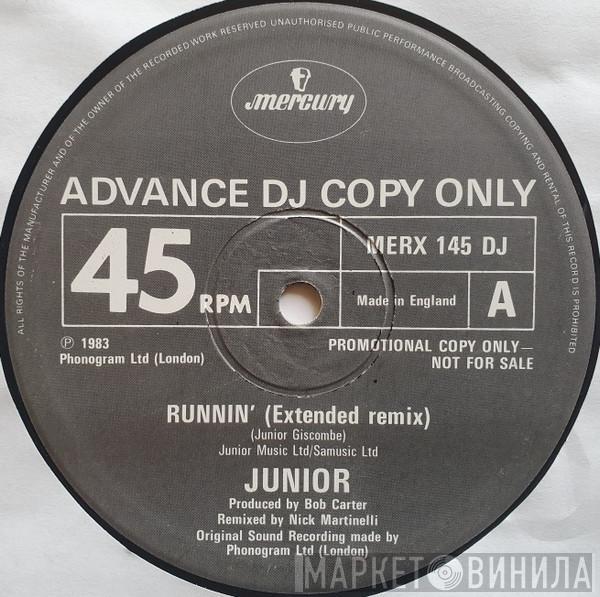 ALL RIGHTS OF THE MANUFACTURER AND OF THE OWNER OF THE RECORDED WORK RESERVED UNAUTHORISED PUBLIC PERFORMANCE BROADCASTING COPYING AND RENTAL OF THIS RECORD IS PROHIBITED
mercury
ADVANCE DJ COPY ONLY
45 RPM
MERX 145 DJ
Made in England
A
℗ 1983
Phonogram Ltd (London)
PROMOTIONAL COPY ONLY—
NOT FOR SALE
RUNNIN' (Extended remix)
(Junior Giscombe)
Junior Music Ltd/Samusic Ltd
JUNIOR
Produced by Bob Carter
Remixed by Nick Martinelli
Original Sound Recording made by
Phonogram Ltd (London)
МАРКЕТ ВИНИЛА